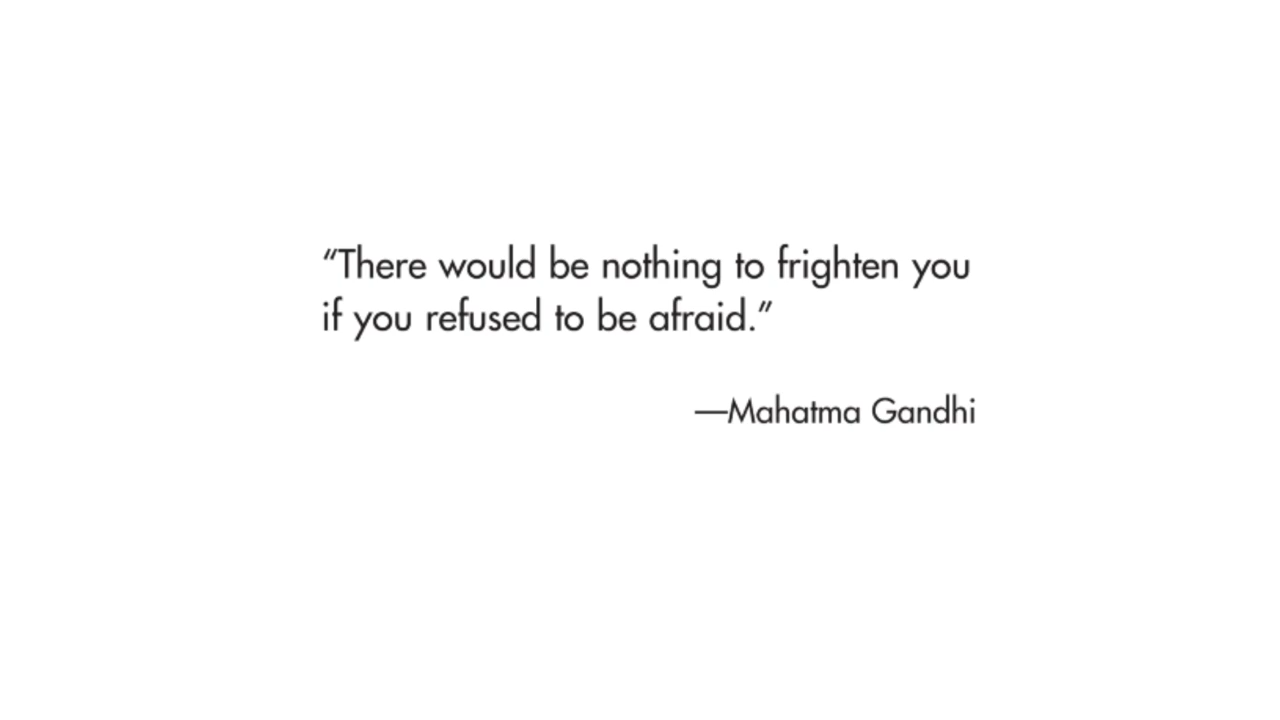 “There would be nothing to frighten you
if you refused to be afraid.”
—Mahatma Gandhi